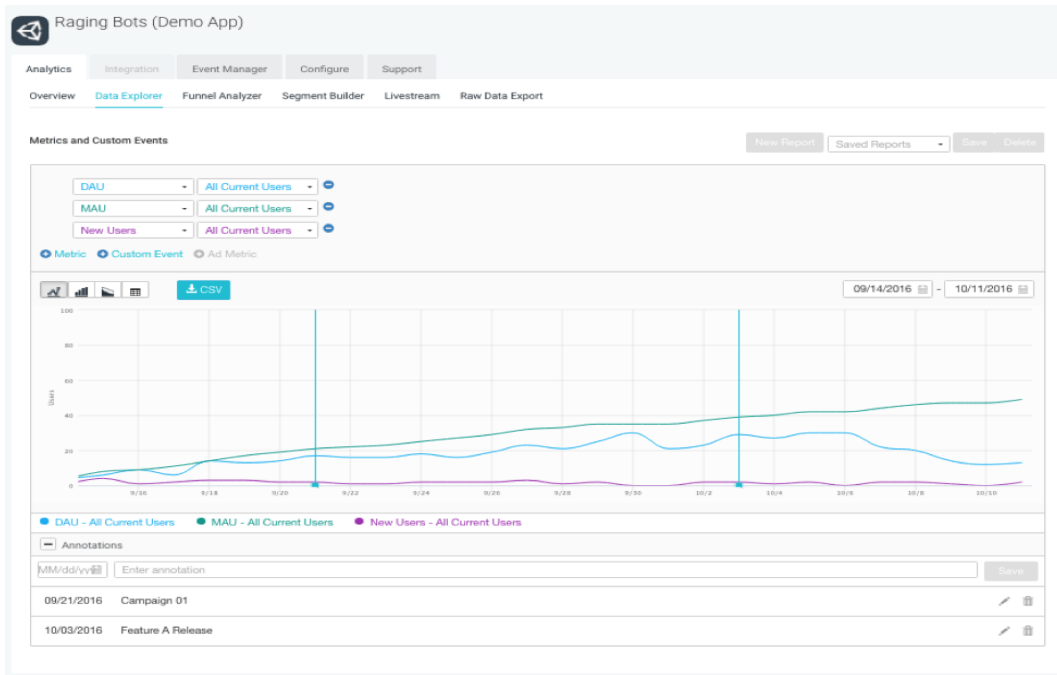 Raging Bots (Demo App)
Analytics Integration Event Manager Configure Support
Overview Data Explorer Funnel Analyzer Segment Builder Livestream Raw Data Export
Metrics and Custom Events
New Report Saved Reports Save Delete
DAU All Current Users
MAU All Current Users
New Users All Current Users
Metric Custom Event Ad Metric
CSV 09/14/2016 - 10/11/2016
100
80
60
Users
40
20
0
9/16 9/18 9/20 9/22 9/24 9/26 9/28 9/30 10/2 10/4 10/6 10/8 10/10
DAU - All Current Users MAU - All Current Users New Users - All Current Users
Annotations
MM/dd/yy Enter annotation Save
09/21/2016 Campaign 01
10/03/2016 Feature A Release